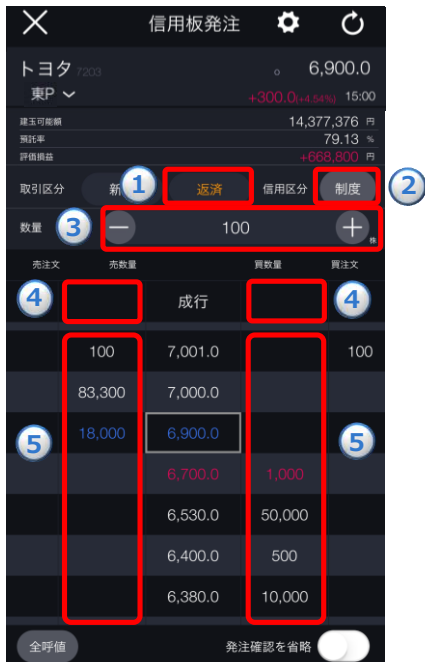 信用板発注
トヨタ 7203 。 6,900.0
東P +300.0(+4.54%) 15:00
建玉可能額 14,377,376 円
預託率 79.13 %
評価損益 +668,800 円
取引区分 新 1 返済 信用区分 制度 2
数量 3 100 株
売注文 売数量 買数量 買注文
4 成行 4
100 7,001.0 100
83,300 7,000.0
5 18,000 6,900.0 5
6,700.0 1,000
6,530.0 50,000
6,400.0 500
6,380.0 10,000
全呼値 発注確認を省略